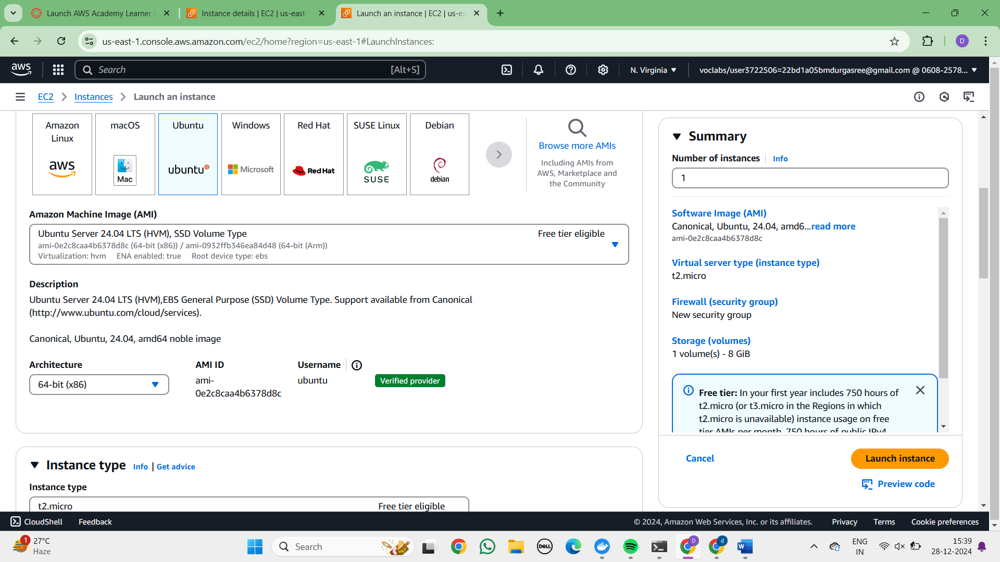 Launch AWS Academy Learner L
Instance details | EC2 | us-east-1
Launch an instance | EC2 | us-ea
us-east-1.console.aws.amazon.com/ec2/home?region=us-east-1#LaunchInstances:
D
aws
Search
[Alt+S]
N. Virginia
voclabs/user3722506=22bd1a05bmdurgasree@gmail.com @ 0608-2578...
EC2
Instances
Launch an instance
Amazon Linux
aws
macOS
Mac
Ubuntu
ubuntu
Windows
Microsoft
Red Hat
Red Hat
SUSE Linux
SUSE
Debian
debian
Browse more AMIs
Including AMIs from
AWS, Marketplace and
the Community
Amazon Machine Image (AMI)
Ubuntu Server 24.04 LTS (HVM), SSD Volume Type
Free tier eligible
ami-0e2c8caa4b6378d8c (64-bit (x86)) / ami-0932ffb346ea84d48 (64-bit (Arm))
Virtualization: hvm ENA enabled: true Root device type: ebs
Description
Ubuntu Server 24.04 LTS (HVM),EBS General Purpose (SSD) Volume Type. Support available from Canonical
(http://www.ubuntu.com/cloud/services).
Canonical, Ubuntu, 24.04, amd64 noble image
Architecture
64-bit (x86)
AMI ID
ami-
0e2c8caa4b6378d8c
Username
ubuntu
Verified provider
Instance type
Info
Get advice
Instance type
t2.micro
Free tier eligible
Summary
Number of instances
Info
1
Software Image (AMI)
Canonical, Ubuntu, 24.04, amd6...read more
ami-0e2c8caa4b6378d8c
Virtual server type (instance type)
t2.micro
Firewall (security group)
New security group
Storage (volumes)
1 volume(s) - 8 GiB
Free tier: In your first year includes 750 hours of
t2.micro (or t3.micro in the Regions in which
t2.micro is unavailable) instance usage on free
tier AMIs per month, 750 hours of public IPv4
Cancel
Launch instance
Preview code
CloudShell
Feedback
© 2024, Amazon Web Services, Inc. or its affiliates.
Privacy
Terms
Cookie preferences
1
27°C
Haze
Search
DELL
D
d
W
ENG
IN
15:39
28-12-2024